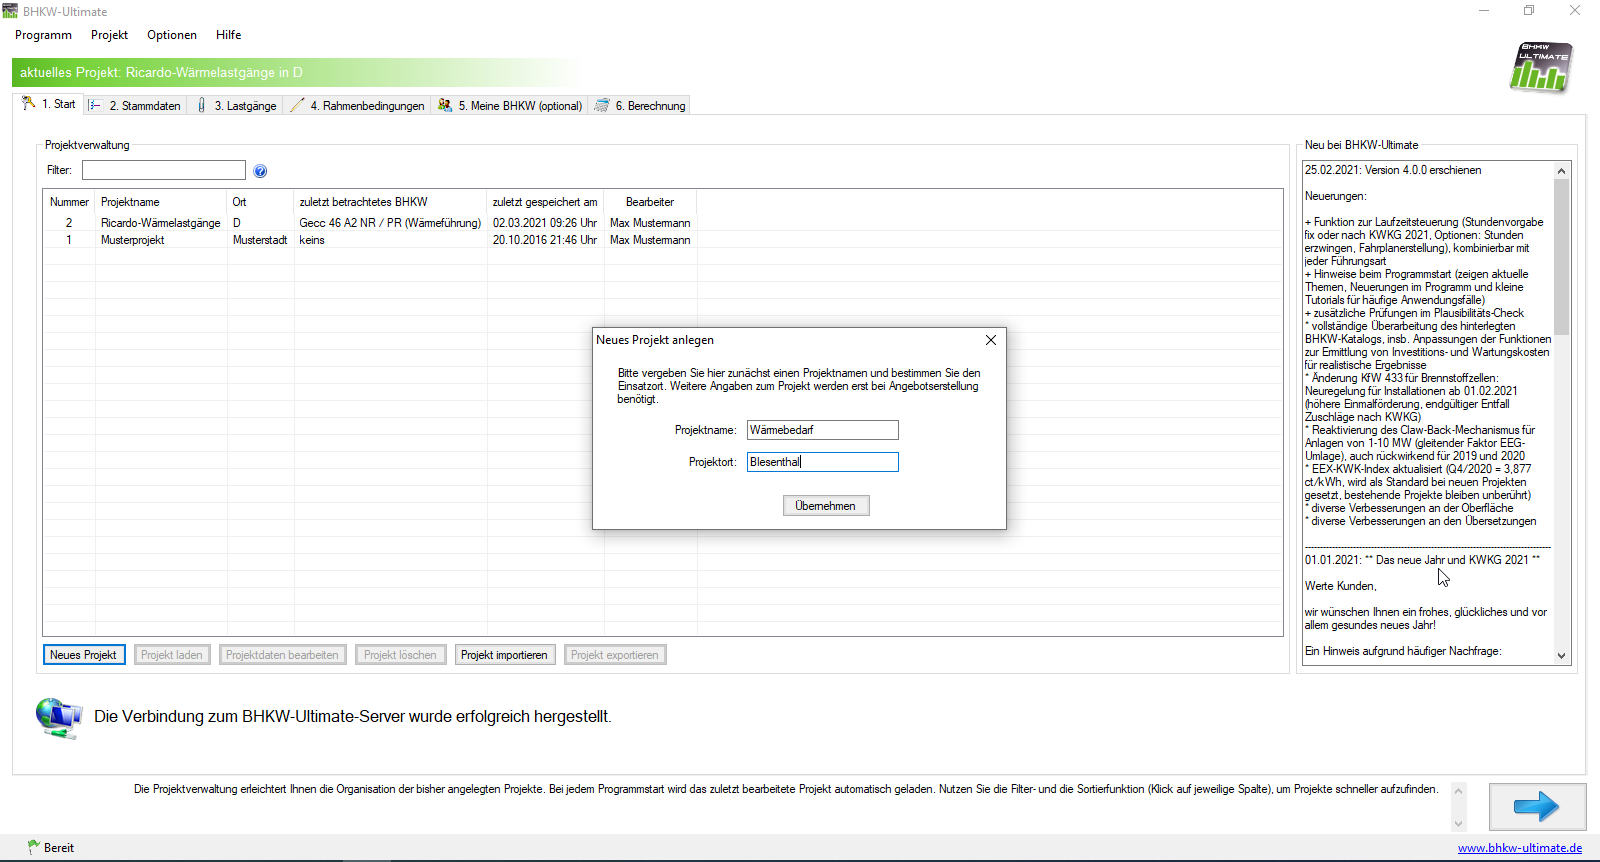 BHKW-Ultimate
Programm Projekt Optionen Hilfe
aktuelles Projekt: Ricardo-Wärmelastgänge in D
BHKW
ULTIMATE
1. Start 2. Stammdaten 3. Lastgänge 4. Rahmenbedingungen 5. Meine BHKW (optional) 6. Berechnung
Projektverwaltung
Filter:
Nummer Projektname Ort zuletzt betrachtetes BHKW zuletzt gespeichert am Bearbeiter
2 Ricardo-Wärmelastgänge D Gecc 46 A2 NR / PR (Wärmeführung) 02.03.2021 09:26 Uhr Max Mustermann
1 Musterprojekt Musterstadt keins 20.10.2016 21:46 Uhr Max Mustermann
Neues Projekt anlegen
Bitte vergeben Sie hier zunächst einen Projektnamen und bestimmen Sie den
Einsatzort. Weitere Angaben zum Projekt werden erst bei Angebotserstellung
benötigt.
Projektname: Wärmebedarf
Projektort: Blesenthal
Übernehmen
Neues Projekt Projekt laden Projektdaten bearbeiten Projekt löschen Projekt importieren Projekt exportieren
Neu bei BHKW-Ultimate
25.02.2021: Version 4.0.0 erschienen
Neuerungen:
+ Funktion zur Laufzeitsteuerung (Stundenvorgabe
fix oder nach KWKG 2021, Optionen: Stunden
erzwingen, Fahrplanerstellung), kombinierbar mit
jeder Führungsart
+ Hinweise beim Programmstart (zeigen aktuelle
Themen, Neuerungen im Programm und kleine
Tutorials für häufige Anwendungsfälle)
+ zusätzliche Prüfungen im Plausibilitäts-Check
* vollständige Überarbeitung des hinterlegten
BHKW-Katalogs, insb. Anpassungen der Funktionen
zur Ermittlung von Investitions- und Wartungskosten
für realistische Ergebnisse
* Änderung KfW 433 für Brennstoffzellen:
Neuregelung für Installationen ab 01.02.2021
(höhere Einmalförderung, endgültiger Entfall
Zuschläge nach KWKG)
* Reaktivierung des Claw-Back-Mechanismus für
Anlagen von 1-10 MW (gleitender Faktor EEG-
Umlage), auch rückwirkend für 2019 und 2020
* EEX-KWK-Index aktualisiert (Q4/2020 = 3,877
ct/kWh, wird als Standard bei neuen Projekten
gesetzt, bestehende Projekte bleiben unberührt)
* diverse Verbesserungen an der Oberfläche
* diverse Verbesserungen an den Übersetzungen
01.01.2021: ** Das neue Jahr und KWKG 2021 **
Werte Kunden,
wir wünschen Ihnen ein frohes, glückliches und vor
allem gesundes neues Jahr!
Ein Hinweis aufgrund häufiger Nachfrage:
Die Verbindung zum BHKW-Ultimate-Server wurde erfolgreich hergestellt.
Die Projektverwaltung erleichtert Ihnen die Organisation der bisher angelegten Projekte. Bei jedem Programmstart wird das zuletzt bearbeitete Projekt automatisch geladen. Nutzen Sie die Filter- und die Sortierfunktion (Klick auf jeweilige Spalte), um Projekte schneller aufzufinden.
Bereit
www.bhkw-ultimate.de